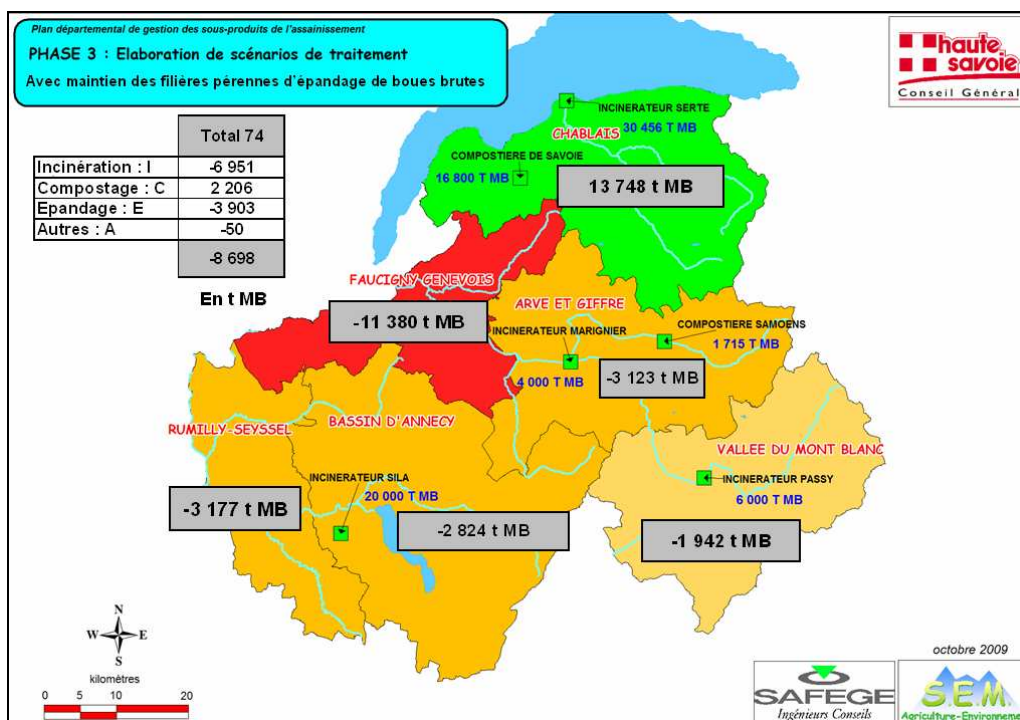 Plan départemental de gestion des sous-produits de l'assainissement
PHASE 3 : Elaboration de scénarios de traitement
Avec maintien des filières pérennes d'épandage de boues brutes
haute
savoie
Conseil Général
Total 74
Incinération : I -6 951
Compostage : C 2 206
Epandage : E -3 903
Autres : A -50
-8 698
En t MB
INCINERATEUR SERTE
30 456 T MB
CHABLAIS
COMPOSTIERE DE SAVOIE
16 800 T MB
13 748 t MB
FAUCIGNY GENEVOIS
-11 380 t MB
ARVE ET GIFFRE
INCINERATEUR MARIGNIER
4 000 T MB
COMPOSTIERE SAMOENS
1 715 T MB
-3 123 t MB
RUMILLY-SEYSSEL
BASSIN D'ANNECY
VALLEE DU MONT BLANC
INCINERATEUR SILA
20 000 T MB
INCINERATEUR PASSY
6 000 T MB
-3 177 t MB
-2 824 t MB
-1 942 t MB
N
W E
S
kilomètres
0 5 10 20
octobre 2009
SAFEGE
Ingénieurs Conseils
S.E.M.
Agriculture-Environneme